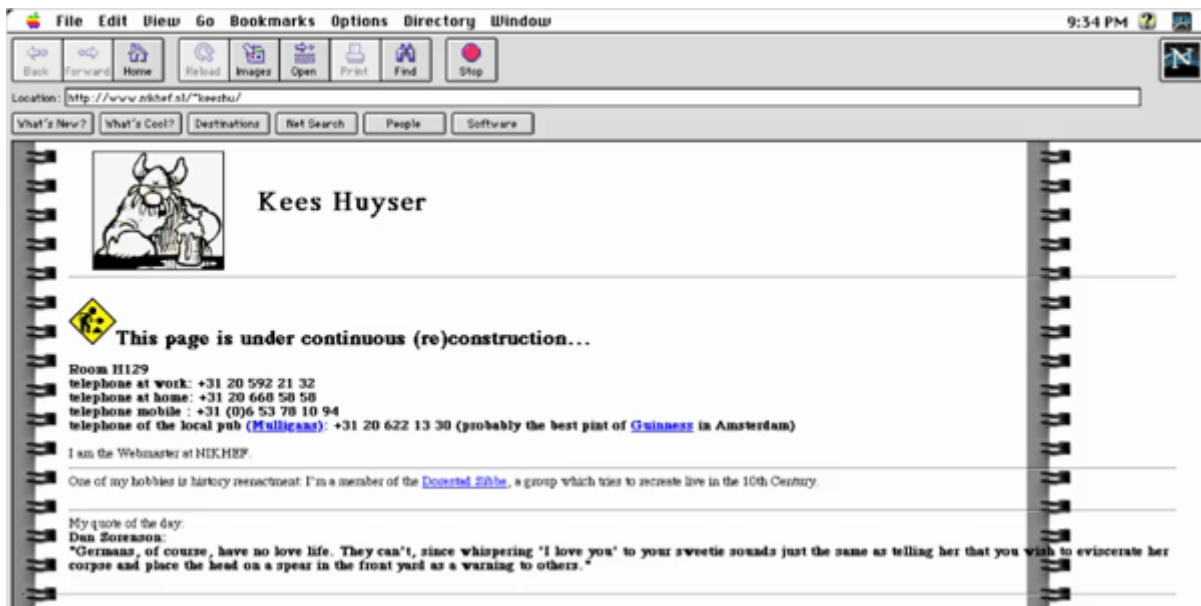 File Edit View Go Bookmarks Options Directory Window 9:34 PM
Back Forward Home Reload Images Open Print Find Stop
N
Location: http://www.nikhef.nl/~keeshu/
What's New? What's Cool? Destinations Net Search People Software
Kees Huyser
This page is under continuous (re)construction...
Room H129
telephone at work: +31 20 592 21 32
telephone at home: +31 20 668 58 58
telephone mobile : +31 (0)6 53 78 10 94
telephone of the local pub (Mulligans): +31 20 622 13 30 (probably the best pint of Guinness in Amsterdam)
I am the Webmaster at NIKHEF.
One of my hobbies is history reenactment: I'm a member of the Dorestad Sibbe, a group which tries to recreate live in the 10th Century.
My quote of the day:
Dan Sorenson:
"Germans, of course, have no love life. They can't, since whispering 'I love you' to your sweetie sounds just the same as telling her that you wish to eviscerate her
corpse and place the head on a spear in the front yard as a warning to others."